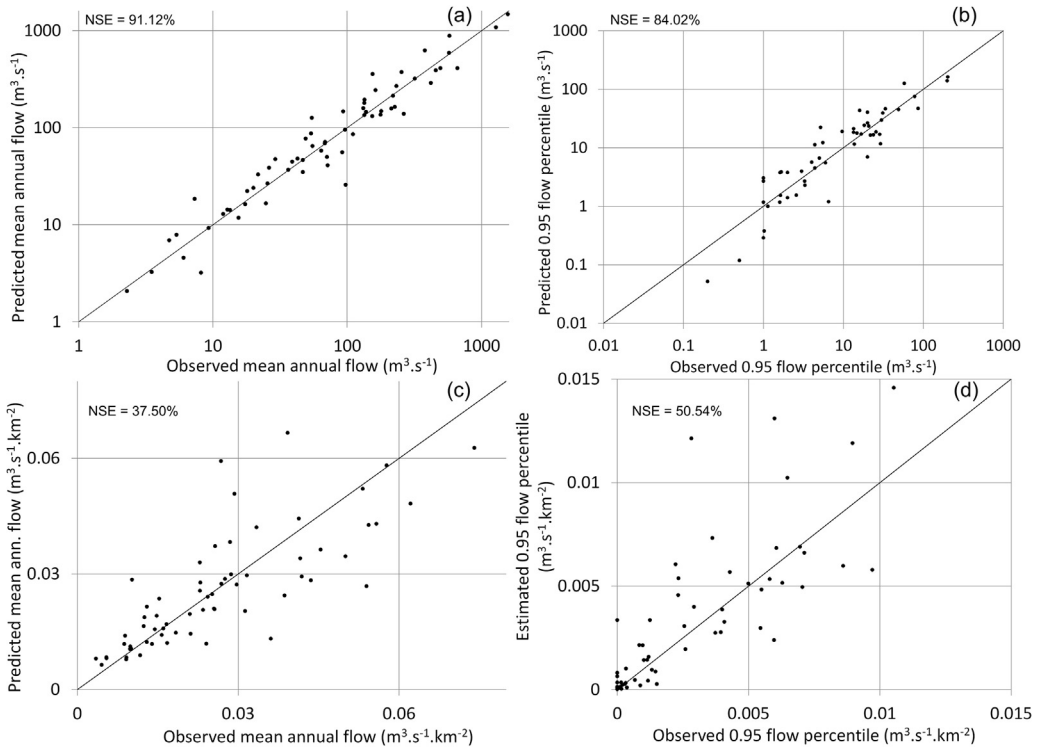 NSE = 91.12%
(a)
1000
100
10
1
1 10 100 1000
Predicted mean annual flow (m³.s⁻¹)
Observed mean annual flow (m³.s⁻¹)
NSE = 84.02%
(b)
1000
100
10
1
0.1
0.01
0.01 0.1 1 10 100 1000
Predicted 0.95 flow percentile (m³.s⁻¹)
Observed 0.95 flow percentile (m³.s⁻¹)
NSE = 37.50%
(c)
0.06
0.03
0
0 0.03 0.06
Predicted mean ann. flow (m³.s⁻¹.km⁻²)
Observed mean annual flow (m³.s⁻¹.km⁻²)
NSE = 50.54%
(d)
0.015
0.01
0.005
0
0 0.005 0.01 0.015
Estimated 0.95 flow percentile
(m³.s⁻¹.km⁻²)
Observed 0.95 flow percentile (m³.s⁻¹.km⁻²)